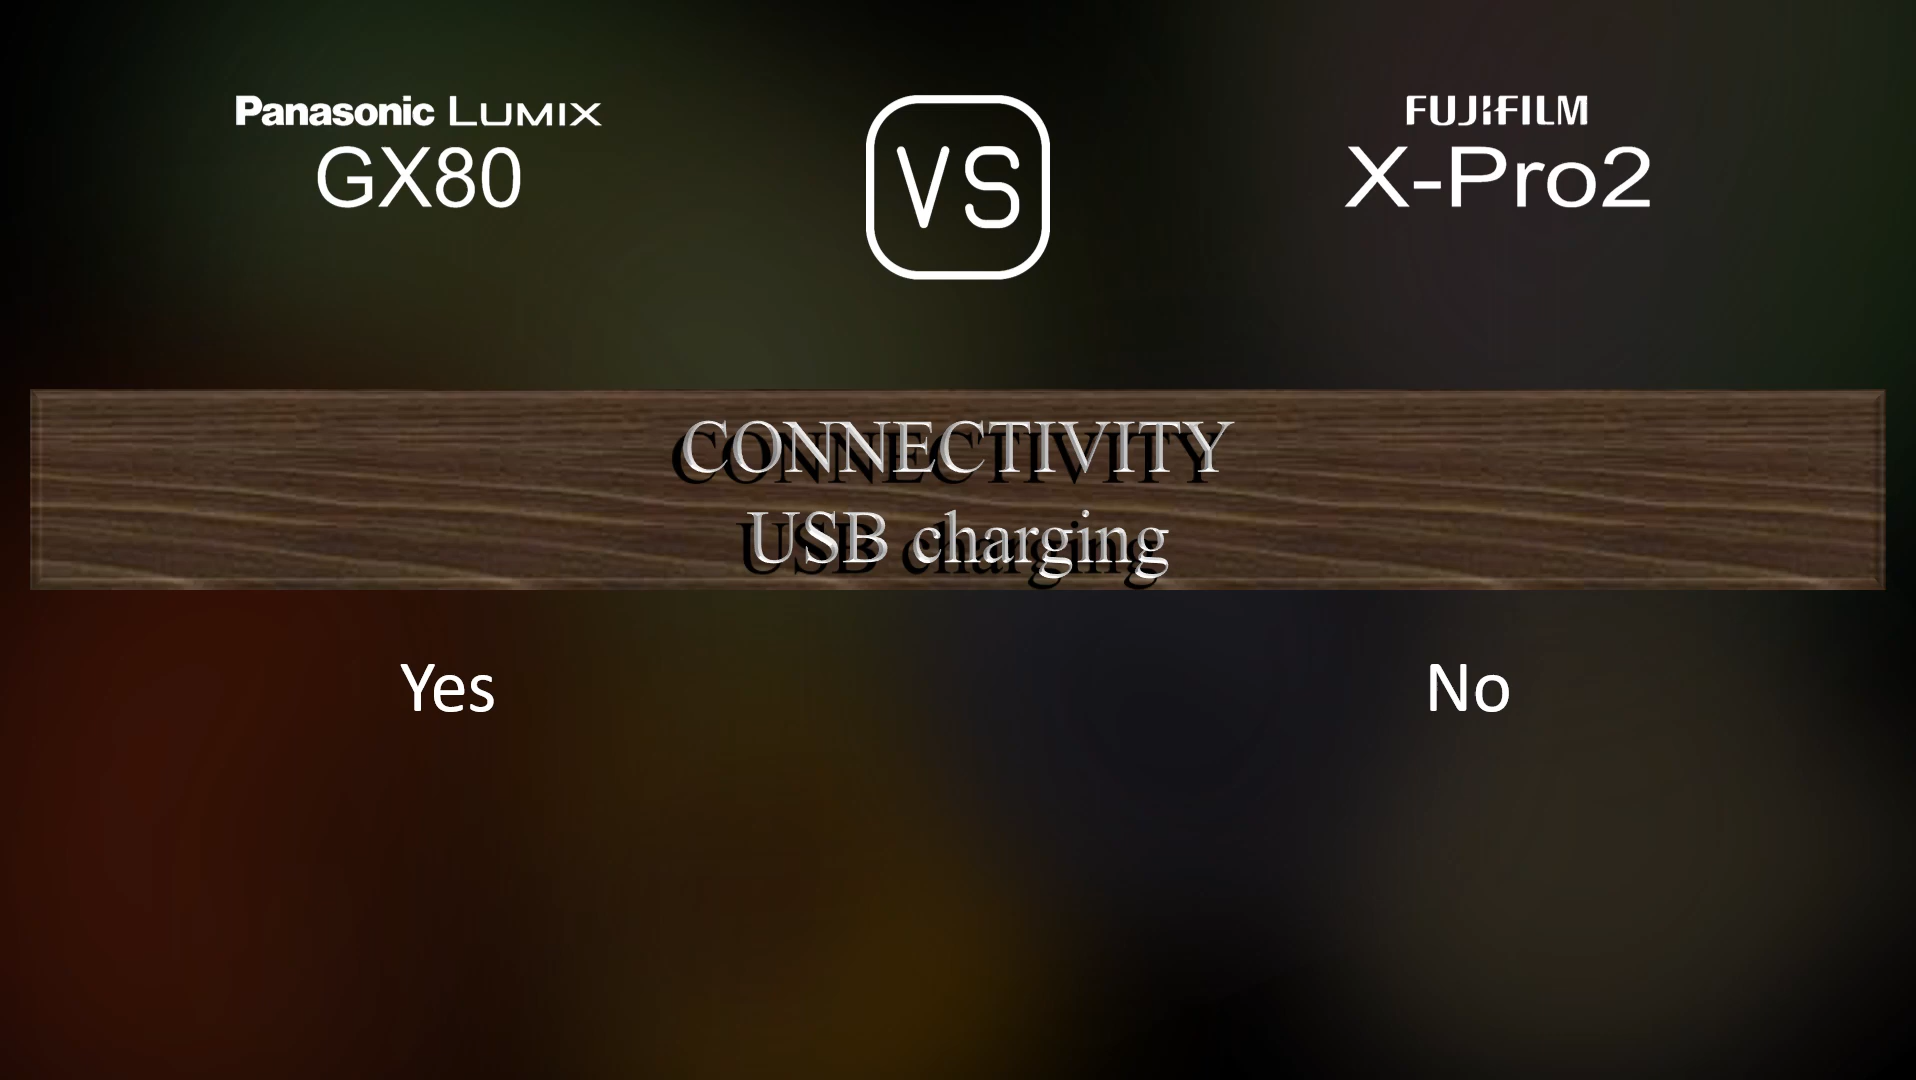 Panasonic LUMIX
GX80
VS
FUJIFILM
X-Pro2
CONNECTIVITY
USB charging
Yes
No